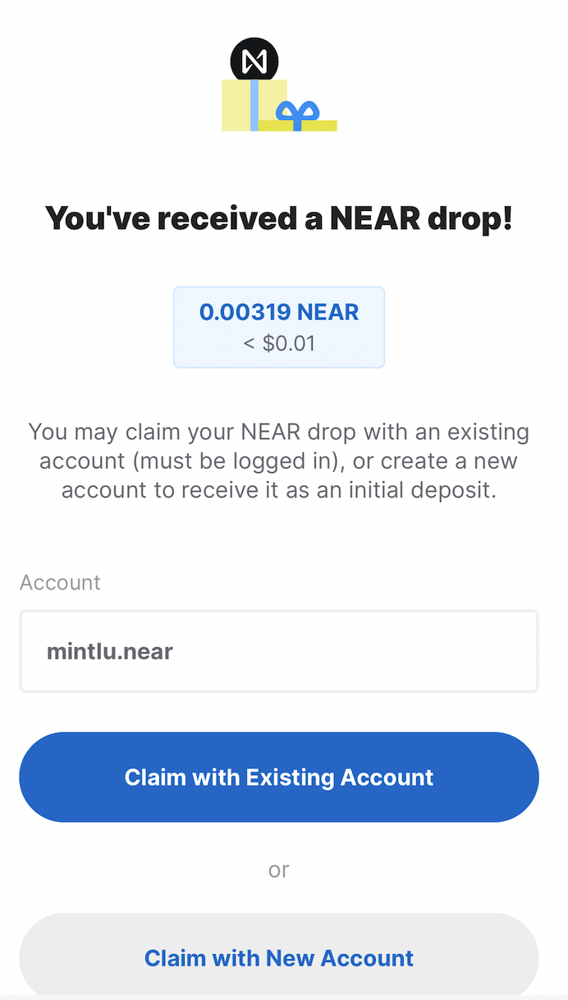 You've received a NEAR drop!
0.00319 NEAR
< $0.01
You may claim your NEAR drop with an existing
account (must be logged in), or create a new
account to receive it as an initial deposit.
Account
mintlu.near
Claim with Existing Account
or
Claim with New Account